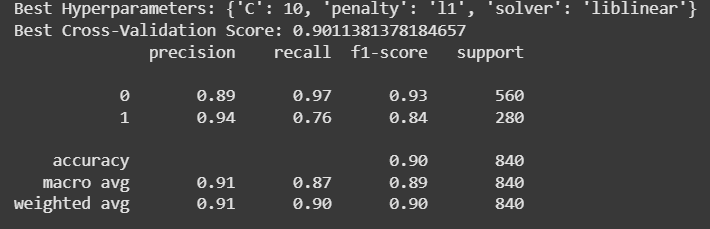 Best Hyperparameters: {'C': 10, 'penalty': 'l1', 'solver': 'liblinear'}
Best Cross-Validation Score: 0.9011381378184657
precision recall f1-score support
0 0.89 0.97 0.93 560
1 0.94 0.76 0.84 280
accuracy 0.90 840
macro avg 0.91 0.87 0.89 840
weighted avg 0.91 0.90 0.90 840